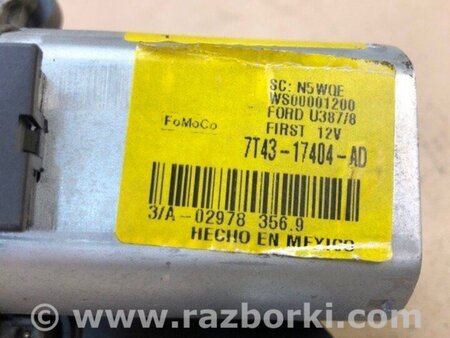 SC: N5WQE
WS00001200
FORD U387/8
FoMoCo
FIRST 12V
7T43-17404-AD
3/A-02978 356.9
HECHO EN MEXICO
www.razborki.com